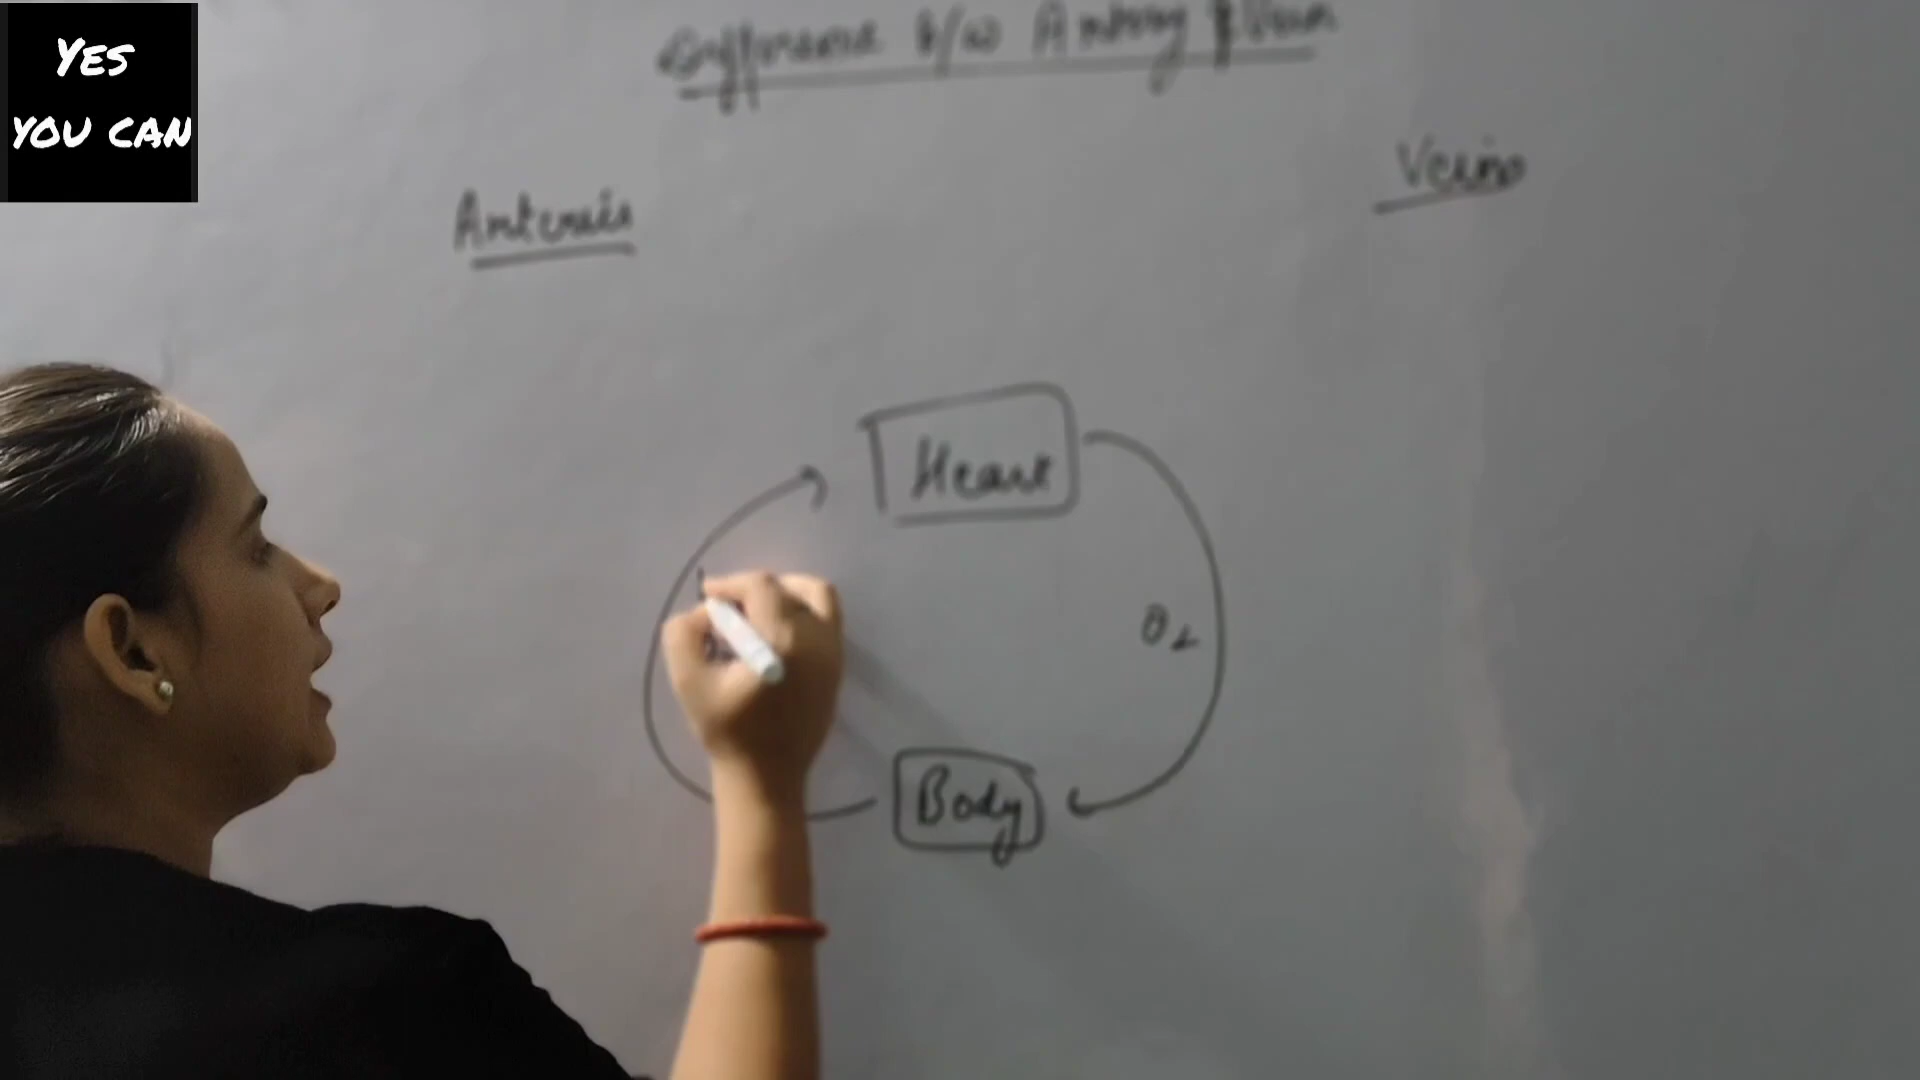 YES
YOU CAN
Difference b/w Artery & Vein
Veins
Arteries
Heart
O2
Body